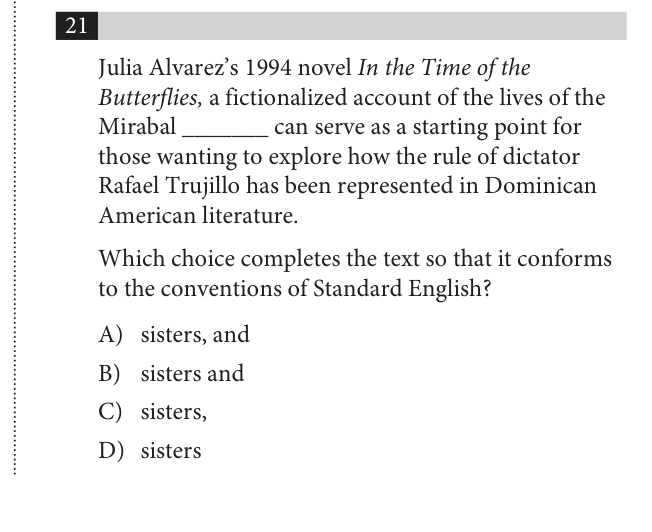 21
Julia Alvarez’s 1994 novel In the Time of the
Butterflies, a fictionalized account of the lives of the
Mirabal _______ can serve as a starting point for
those wanting to explore how the rule of dictator
Rafael Trujillo has been represented in Dominican
American literature.
Which choice completes the text so that it conforms
to the conventions of Standard English?
A) sisters, and
B) sisters and
C) sisters,
D) sisters